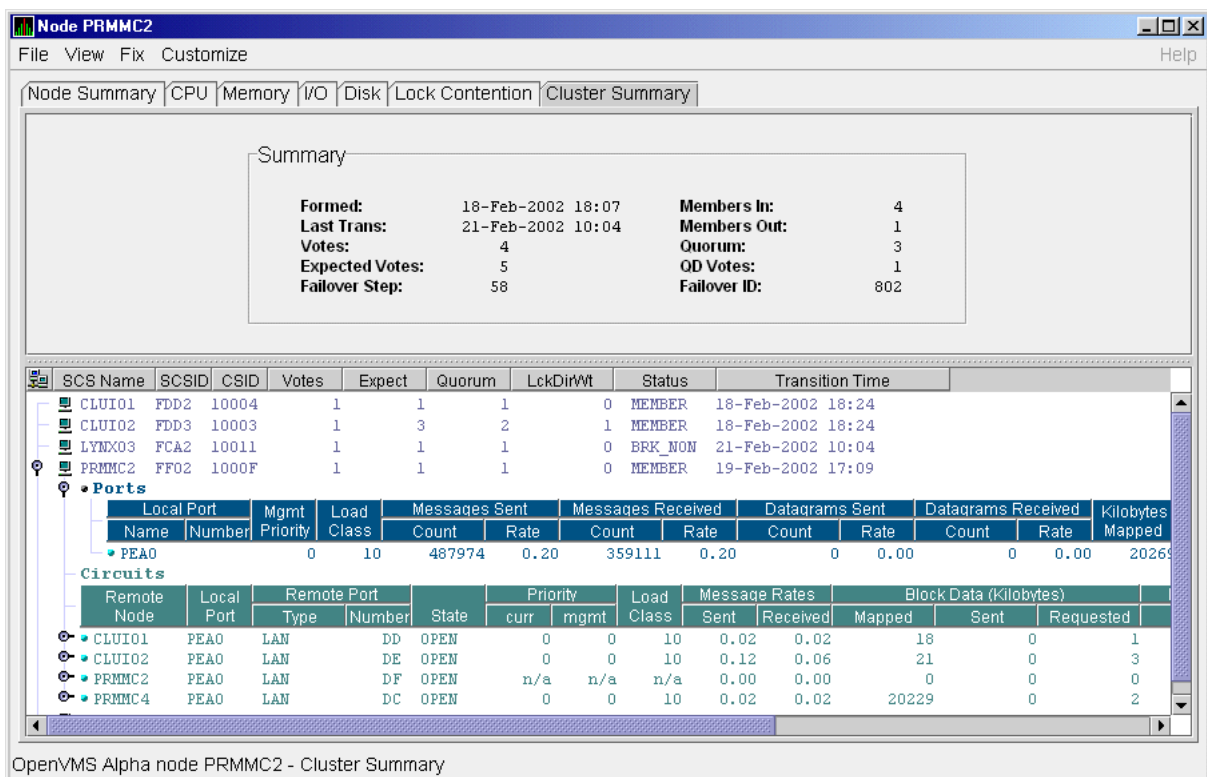 Node PRMMC2
File View Fix Customize Help
Node Summary CPU Memory I/O Disk Lock Contention Cluster Summary
Summary
Formed: 18-Feb-2002 18:07 Members In: 4
Last Trans: 21-Feb-2002 10:04 Members Out: 1
Votes: 4 Quorum: 3
Expected Votes: 5 QD Votes: 1
Failover Step: 58 Failover ID: 802
SCS Name SCSID CSID Votes Expect Quorum LckDirWt Status Transition Time
CLUI01 FDD2 10004 1 1 1 0 MEMBER 18-Feb-2002 18:24
CLUI02 FDD3 10003 1 3 2 1 MEMBER 18-Feb-2002 18:24
LYNX03 FCA2 10011 1 1 1 0 BRK_NON 21-Feb-2002 10:04
PRMMC2 FF02 1000F 1 1 1 0 MEMBER 19-Feb-2002 17:09
Ports
Local Port Mgmt Load Messages Sent Messages Received Datagrams Sent Datagrams Received Kilobytes
Name Number Priority Class Count Rate Count Rate Count Rate Count Rate Mapped
PEA0 0 10 487974 0.20 359111 0.20 0 0.00 0 0.00 20269
Circuits
Remote Local Remote Port Priority Load Message Rates Block Data (Kilobytes)
Node Port Type Number State curr mgmt Class Sent Received Mapped Sent Requested
CLUI01 PEA0 LAN DD OPEN 0 0 10 0.02 0.02 18 0 1
CLUI02 PEA0 LAN DE OPEN 0 0 10 0.12 0.06 21 0 3
PRMMC2 PEA0 LAN DF OPEN n/a n/a n/a 0.00 0.00 0 0 0
PRMMC4 PEA0 LAN DC OPEN 0 0 10 0.02 0.02 20229 0 2
OpenVMS Alpha node PRMMC2 - Cluster Summary